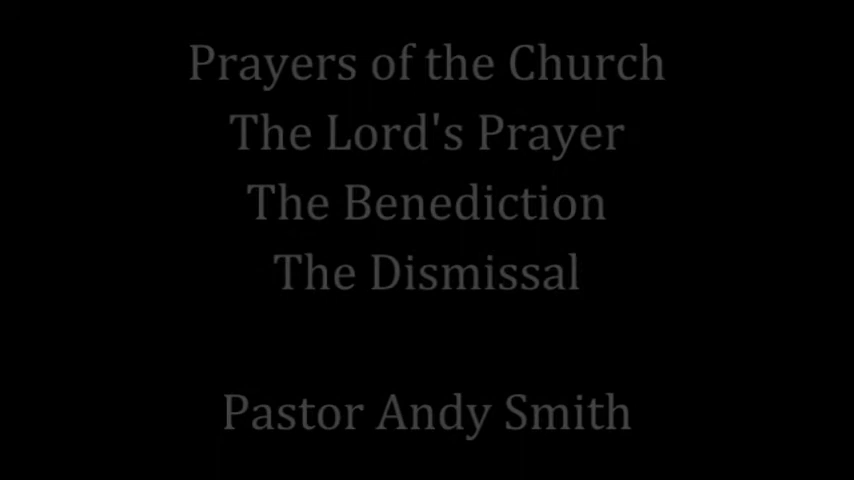 Prayers of the Church
The Lord's Prayer
The Benediction
The Dismissal
Pastor Andy Smith